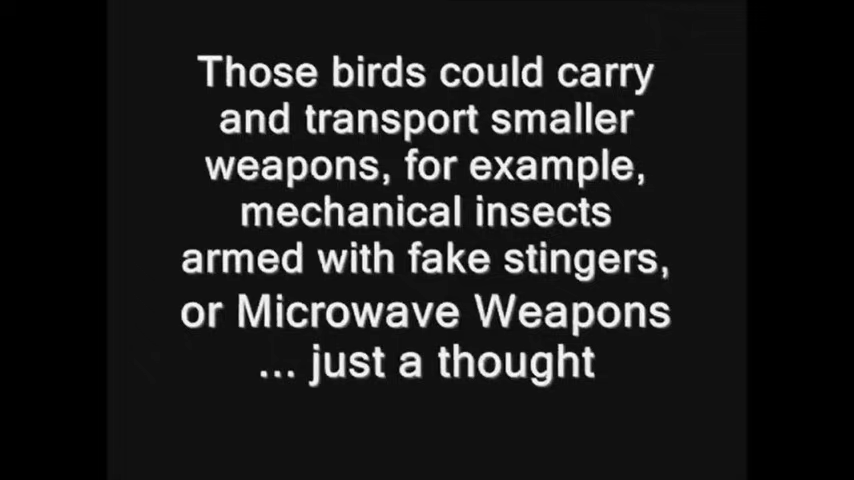 Those birds could carry
and transport smaller
weapons, for example,
mechanical insects
armed with fake stingers,
or Microwave Weapons
... just a thought